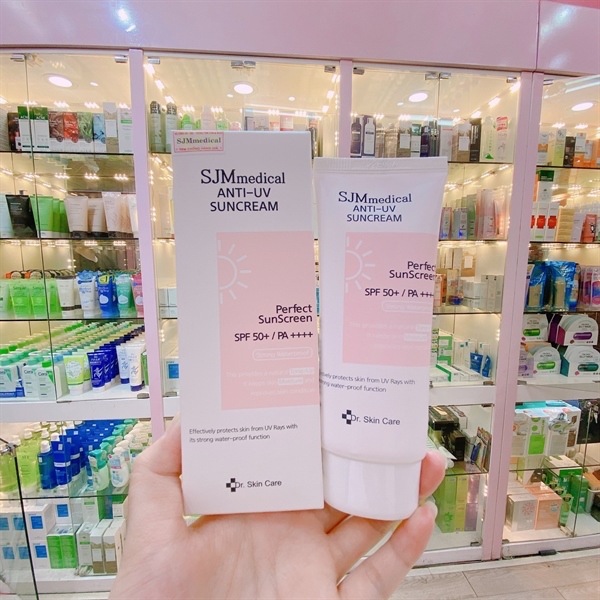 SJMmedical
SJMmedical
ANTI-UV
SUNCREAM
Perfect
SunScreen
SPF 50+ / PA ++++
Effectively protects skin from UV Rays with
its strong water-proof function
Dr. Skin Care
SJMmedical
ANTI-UV
SUNCREAM
Perfect
SunScreen
SPF 50+ / PA ++++
protects skin from UV Rays with
strong water-proof function
Dr. Skin Care